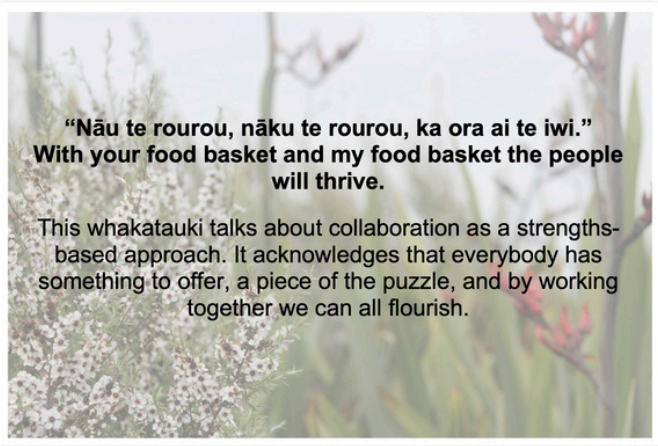 “Nāu te rourou, nāku te rourou, ka ora ai te iwi.”
With your food basket and my food basket the people
will thrive.
This whakatauki talks about collaboration as a strengths-
based approach. It acknowledges that everybody has
something to offer, a piece of the puzzle, and by working
together we can all flourish.